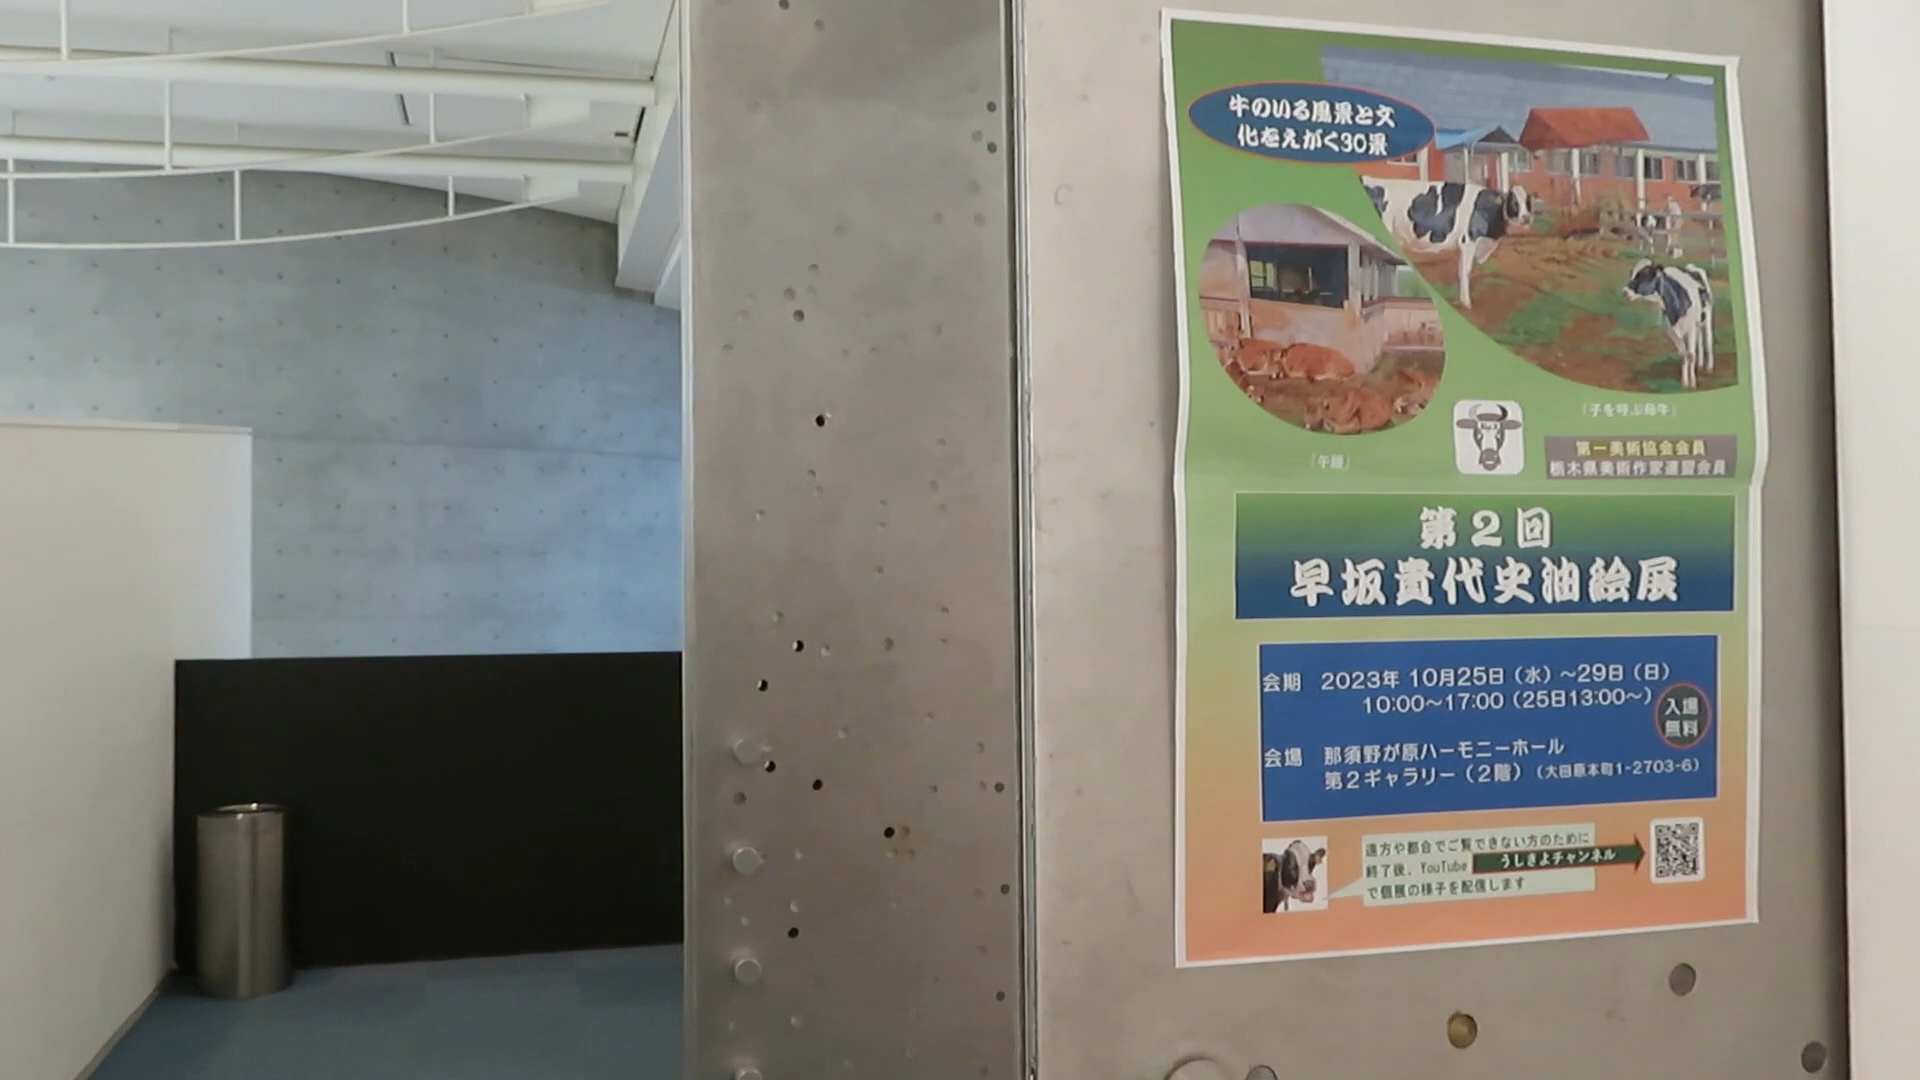 牛のいる風景と文
化をえがく30景
「子を呼ぶ母牛」
「午睡」
第一美術協会会員
栃木県美術作家連盟会員
第2回
早坂貴代史油絵展
会期 2023年 10月25日（水）～29日（日）
10:00～17:00（25日13:00～）
入場
無料
会場 那須野が原ハーモニーホール
第2ギャラリー（2階）（大田原本町1-2703-6）
遠方や都合でご覧できない方のために
終了後、YouTube うしきよチャンネル
で個展の様子を配信します